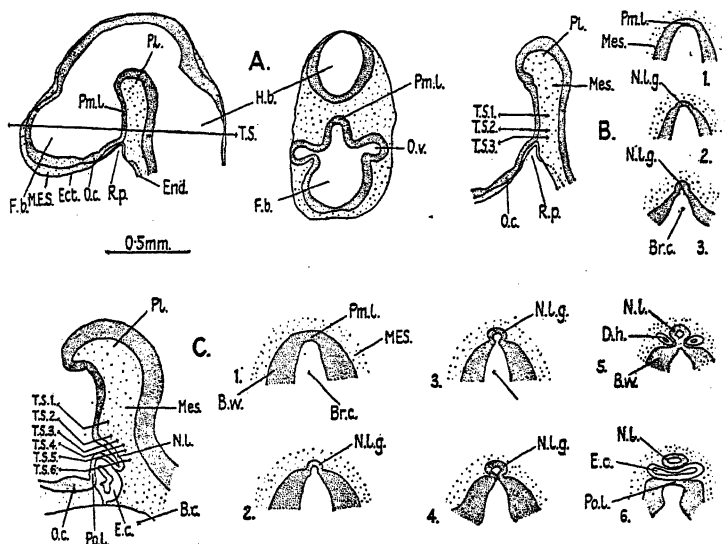 Pl.
A.
H.b.
Pm.l.
T.S.
F.b.
M.E.S.
Ect.
O.c.
R.p.
End.
0·5mm.
Pm.l.
O.v.
F.b.
Pl.
Mes.
T.S.1.
T.S.2.
T.S.3.
O.c.
R.p.
B.
Pm.l.
Mes.
1.
N.l.g.
2.
N.l.g.
Br.c.
3.
Pl.
C.
T.S.1.
T.S.2.
T.S.3.
T.S.4.
T.S.5.
T.S.6.
Mes.
N.l.
O.c.
Po.l.
E.c.
B.c.
1.
Pm.l.
MES.
B.w.
Br.c.
2.
N.l.g.
3.
N.l.g.
4.
N.l.g.
N.l.
D.h.
B.w.
5.
N.l.
E.c.
Po.l.
6.